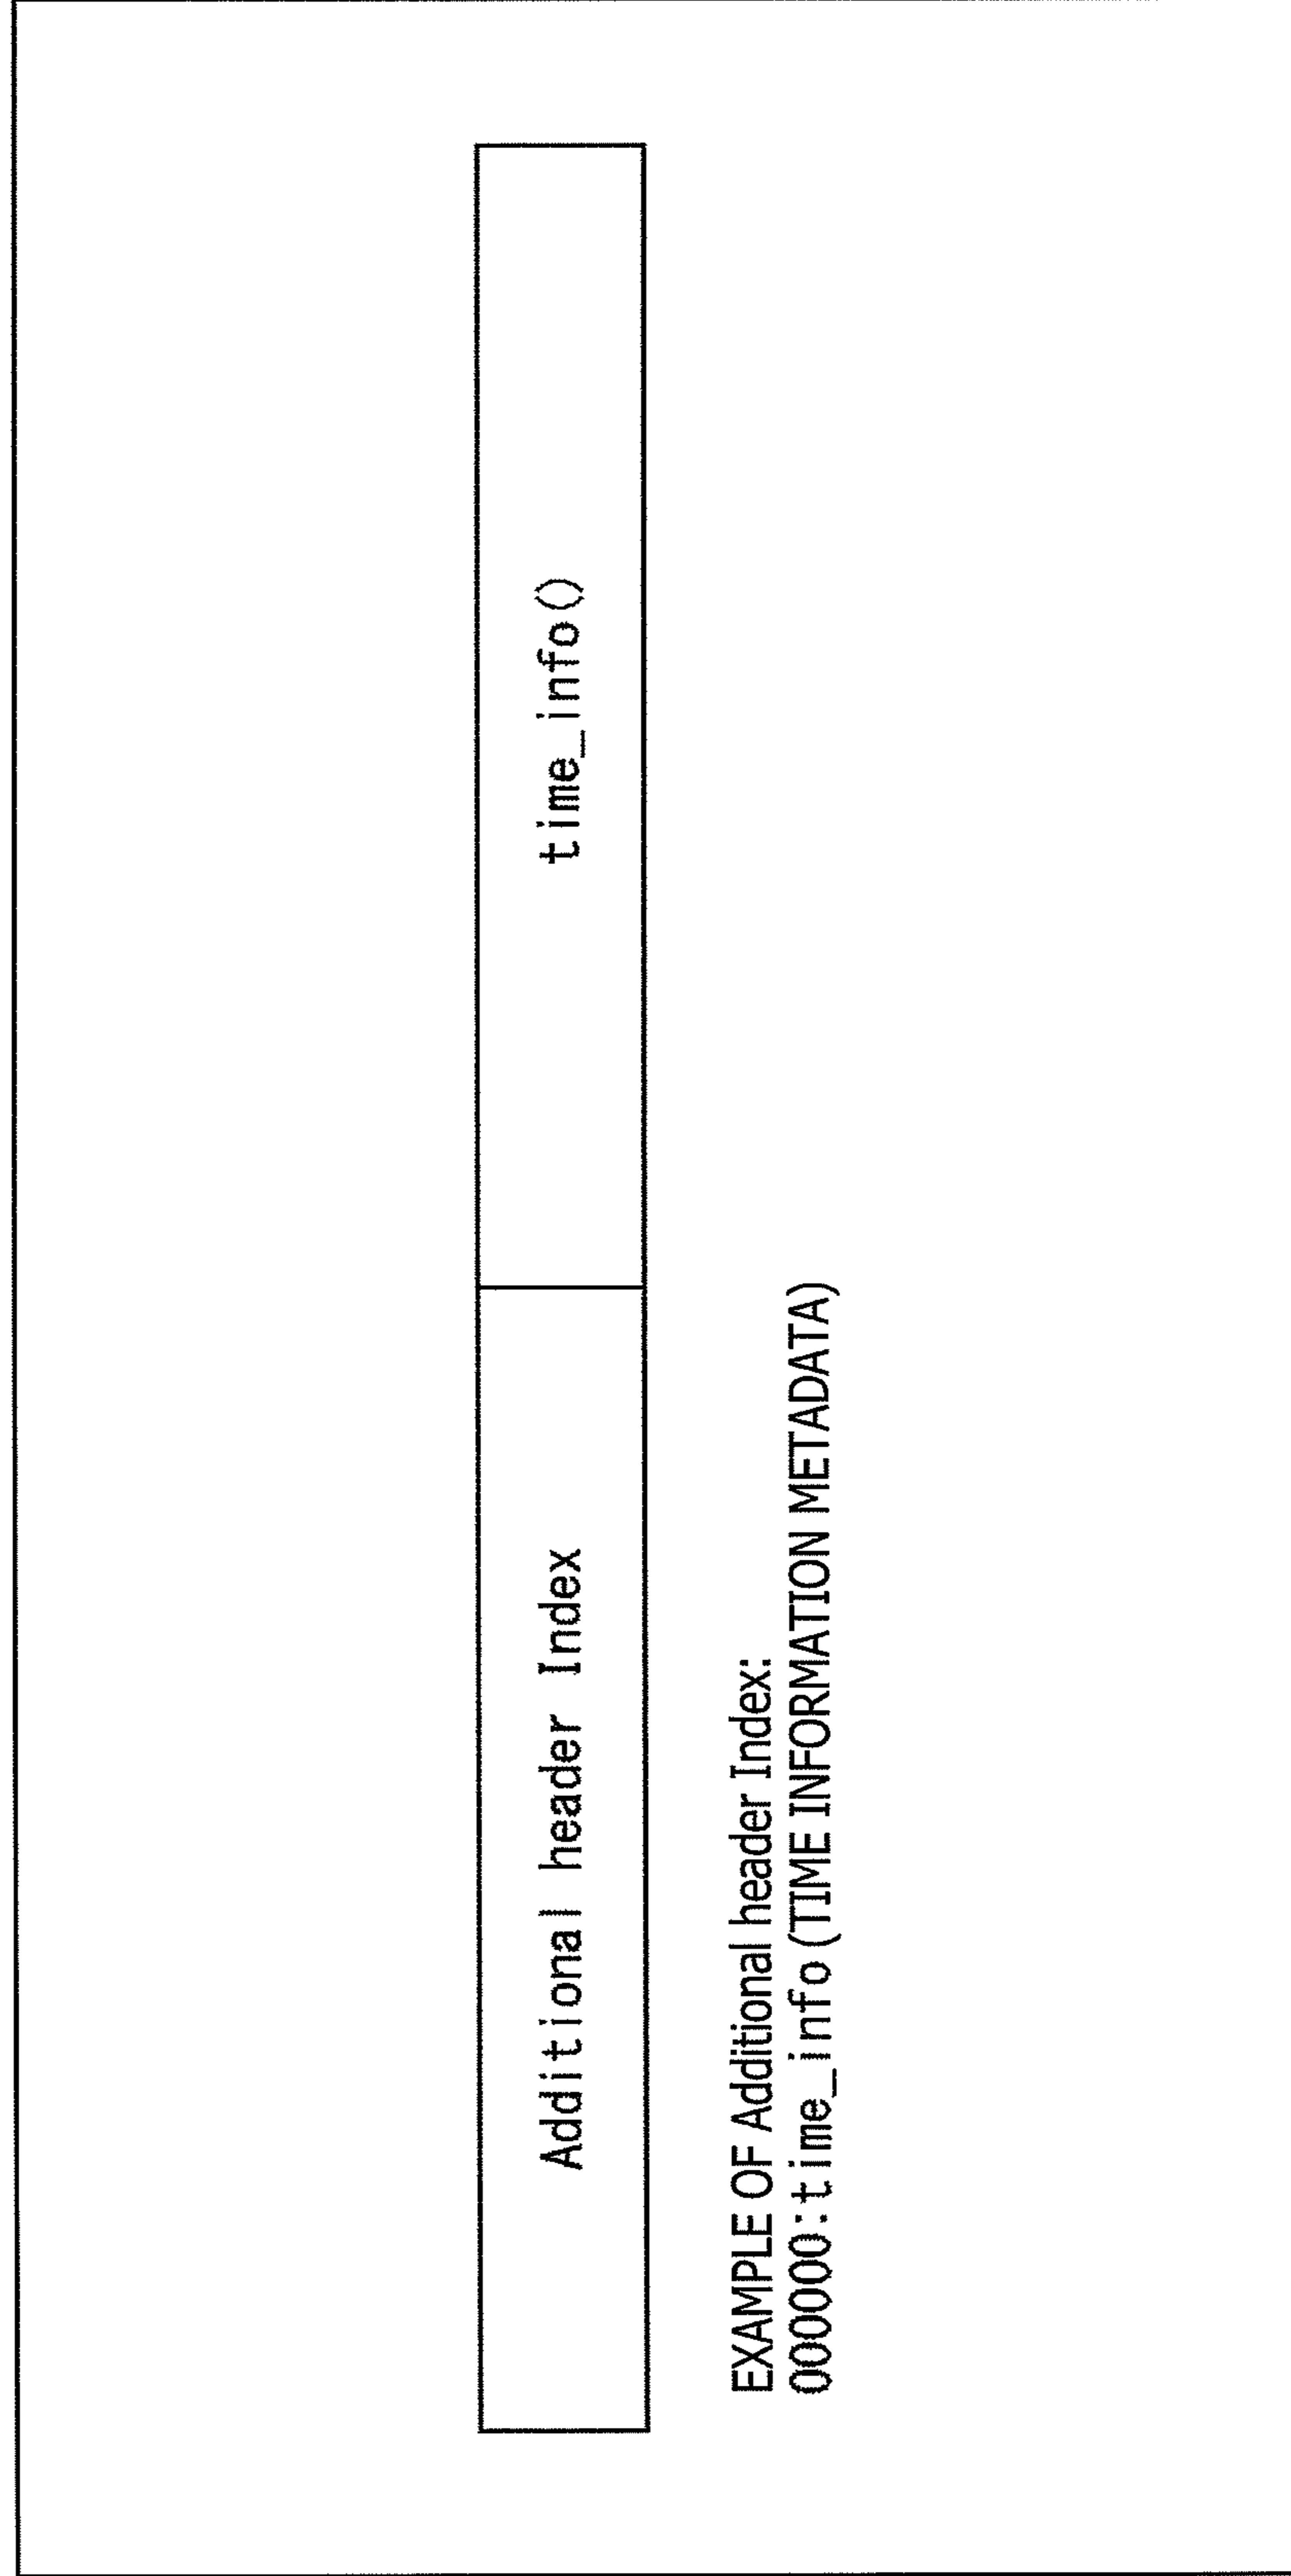 Additional header Index
time_info()
EXAMPLE OF Additional header Index:
000000:time_info(TIME INFORMATION METADATA)